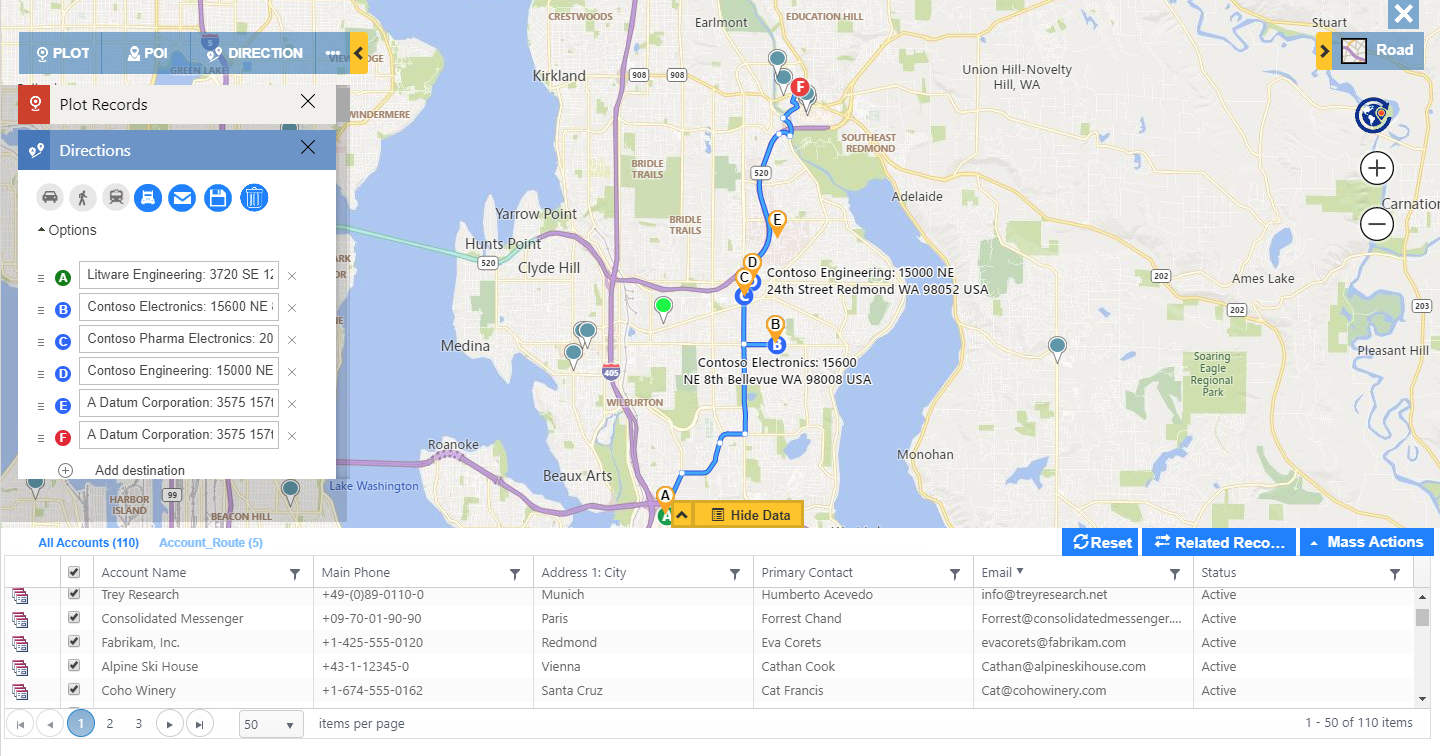 CRESTWOODS
Earlmont
EDUCATION HILL
Stuart
PLOT
POI
DIRECTION
•••
Road
5
GREEN LAKE
Kirkland
908
908
Union Hill-Novelty
Hill, WA
Plot Records
F
WINDERMERE
Directions
SOUTHEAST
REDMOND
BRIDLE
TRAILS
520
Adelaide
Carnation
Yarrow Point
BRIDLE
TRAILS
E
Options
Hunts Point
520
Clyde Hill
A
Litware Engineering: 3720 SE 12
B
Contoso Electronics: 15600 NE
C
Contoso Pharma Electronics: 20
D
Contoso Engineering: 15000 NE
E
A Datum Corporation: 3575 157t
F
A Datum Corporation: 3575 157t
Add destination
D
C
Contoso Engineering: 15000 NE
24th Street Redmond WA 98052 USA
202
Ames Lake
202
203
B
B
Medina
Contoso Electronics: 15600
NE 8th Bellevue WA 98008 USA
405
WILBURTON
Pleasant Hill
Soaring
Eagle
Regional
Park
Roanoke
Monohan
Beaux Arts
Lake Washington
99
HARBOR
ISLAND
BEACON HILL
A
A
Hide Data
All Accounts (110)
Account_Route (5)
Reset
Related Reco...
Mass Actions
Account Name
Main Phone
Address 1: City
Primary Contact
Email
Status
Trey Research
+49-(0)89-0110-0
Munich
Humberto Acevedo
info@treyresearch.net
Active
Consolidated Messenger
+09-70-01-90-90
Paris
Forrest Chand
Forrest@consolidatedmessenger....
Active
Fabrikam, Inc.
+1-425-555-0120
Redmond
Eva Corets
evacorets@fabrikam.com
Active
Alpine Ski House
+43-1-12345-0
Vienna
Cathan Cook
Cathan@alpineskihouse.com
Active
Coho Winery
+1-674-555-0162
Santa Cruz
Cat Francis
Cat@cohowinery.com
Active
1
2
3
50
items per page
1 - 50 of 110 items